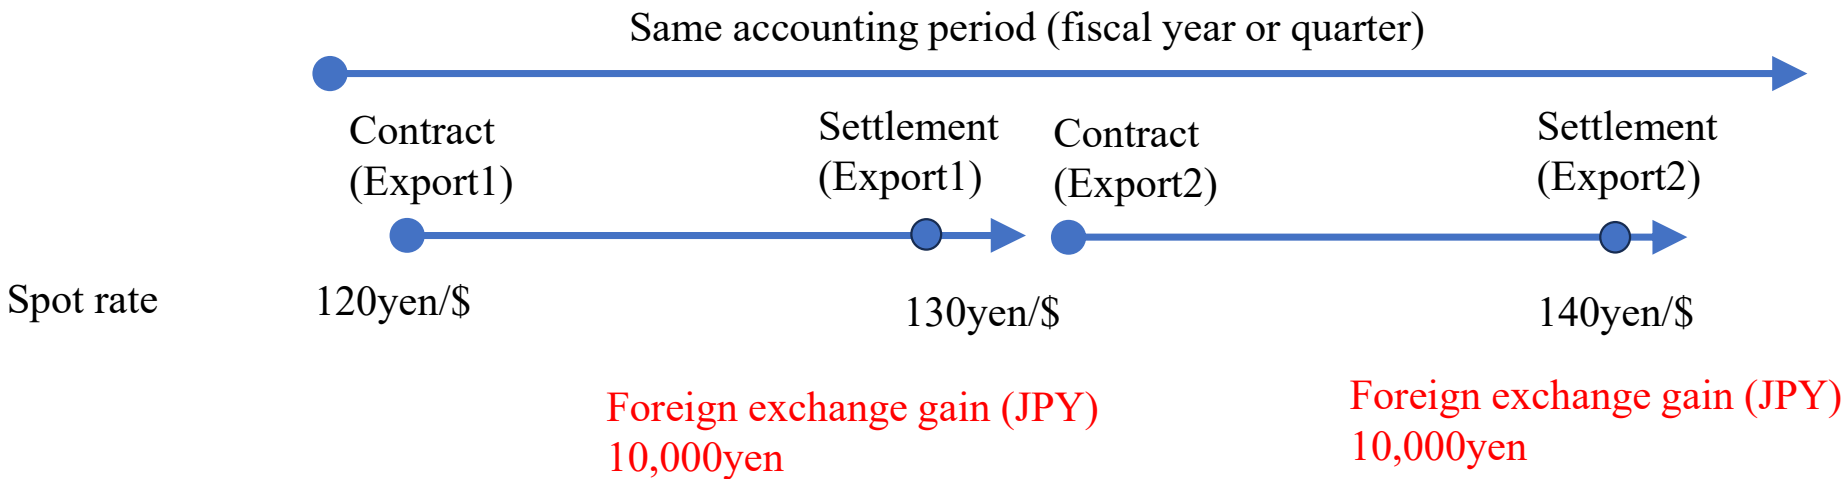 Same accounting period (fiscal year or quarter)
Contract
(Export1)
Settlement
(Export1)
Contract
(Export2)
Settlement
(Export2)
Spot rate
120yen/$
130yen/$
140yen/$
Foreign exchange gain (JPY)
10,000yen
Foreign exchange gain (JPY)
10,000yen